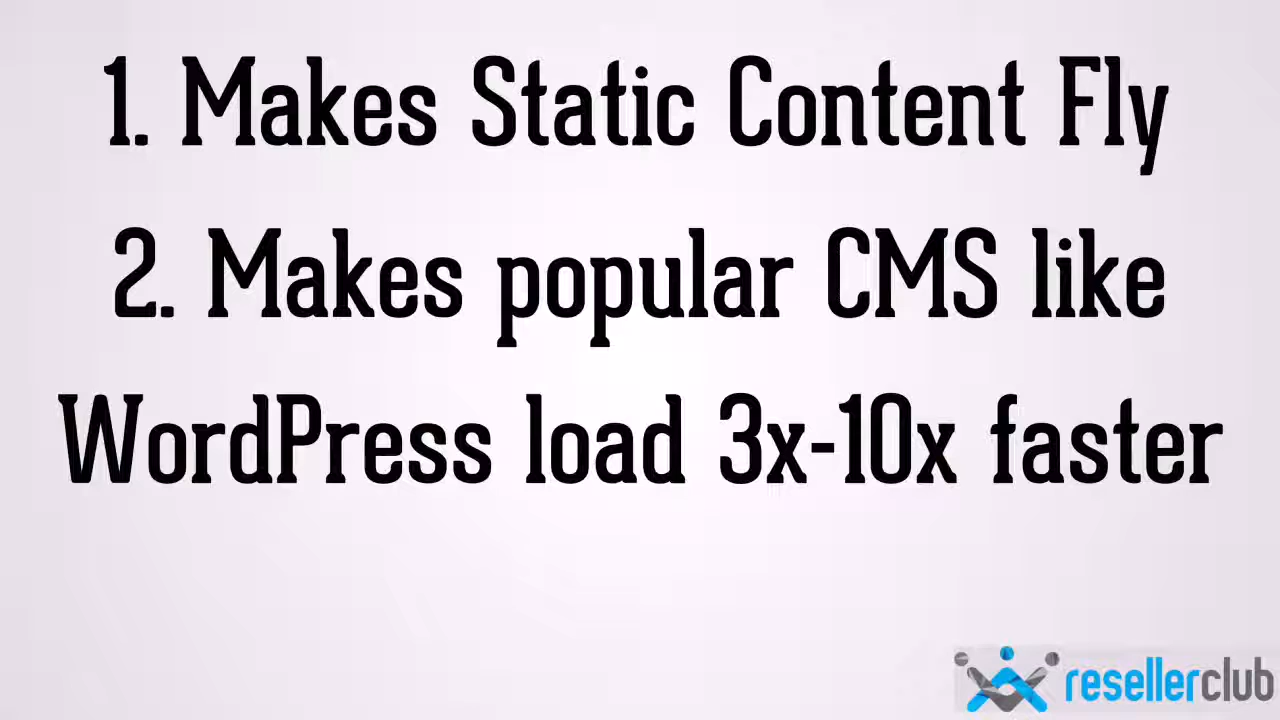 1. Makes Static Content Fly
2. Makes popular CMS like
WordPress load 3x-10x faster
resellerclub